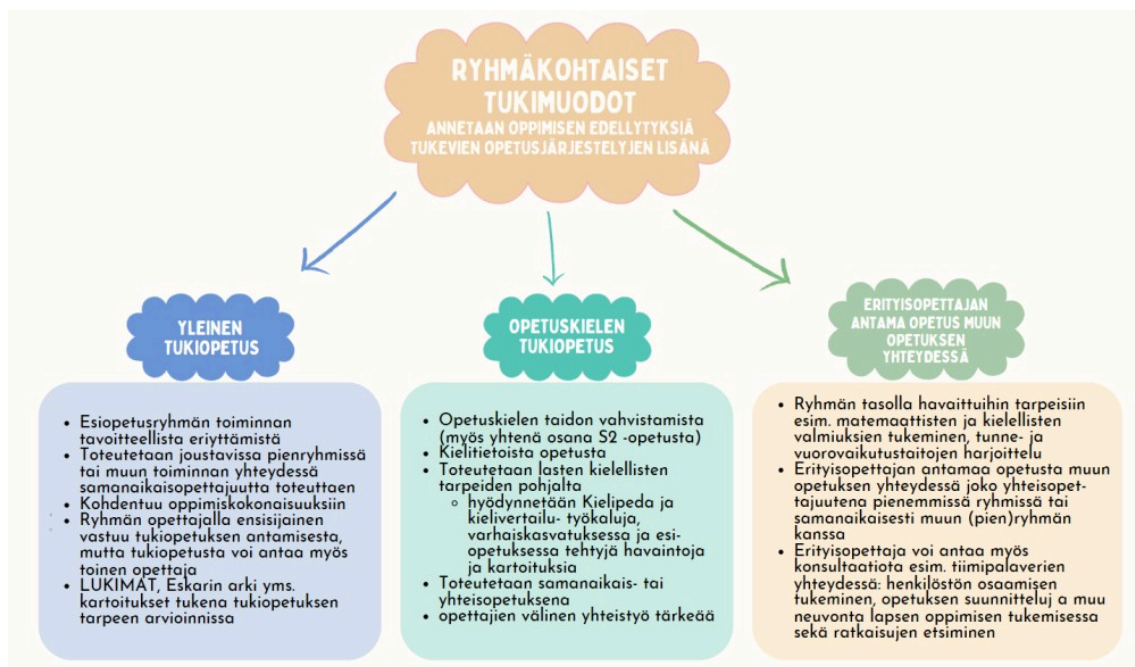 RYHMÄKOHTAISET
TUKIMUODOT
ANNETAAN OPPIMISEN EDELLYTYKSIÄ
TUKEVIEN OPETUSJÄRJESTELYJEN LISÄNÄ
YLEINEN
TUKIOPETUS
• Esiopetusryhmän toiminnan
tavoitteellista eriyttämistä
• Toteutetaan joustavissa pienryhmissä
tai muun toiminnan yhteydessä
samanaikaisopettajuutta toteuttaen
• Kohdentuu oppimiskokonaisuuksiin
• Ryhmän opettajalla ensisijainen
vastuu tukiopetuksen antamisesta,
mutta tukiopetusta voi antaa myös
toinen opettaja
• LUKIMAT, Eskarin arki yms.
kartoitukset tukena tukiopetuksen
tarpeen arvioinnissa
OPETUSKIELEN
TUKIOPETUS
• Opetuskielen taidon vahvistamista
(myös yhtenä osana S2 -opetusta)
• Kielitietoista opetusta
• Toteutetaan lasten kielellisten
tarpeiden pohjalta
◦ hyödynnetään Kielipeda ja
kielivertailu- työkaluja,
varhaiskasvatuksessa ja esi-
opetuksessa tehtyjä havaintoja
ja kartoituksia
• Toteutetaan samanaikais- tai
yhteisopetuksena
• opettajien välinen yhteistyö tärkeää
ERITYISOPETTAJAN
ANTAMA OPETUS MUUN
OPETUKSEN
YHTEYDESSÄ
• Ryhmän tasolla havaittuihin tarpeisiin
esim. matemaattisten ja kielellisten
valmiuksien tukeminen, tunne- ja
vuorovaikutustaitojen harjoittelu
• Erityisopettajan antamaa opetusta muun
opetuksen yhteydessä joko yhteisopet-
tajuutena pienemmissä ryhmissä tai
samanaikaisesti muun (pien)ryhmän
kanssa
• Erityisopettaja voi antaa myös
konsultaatiota esim. tiimipalaverien
yhteydessä: henkilöstön osaamisen
tukeminen, opetuksen suunnitteluj a muu
neuvonta lapsen oppimisen tukemisessa
sekä ratkaisujen etsiminen